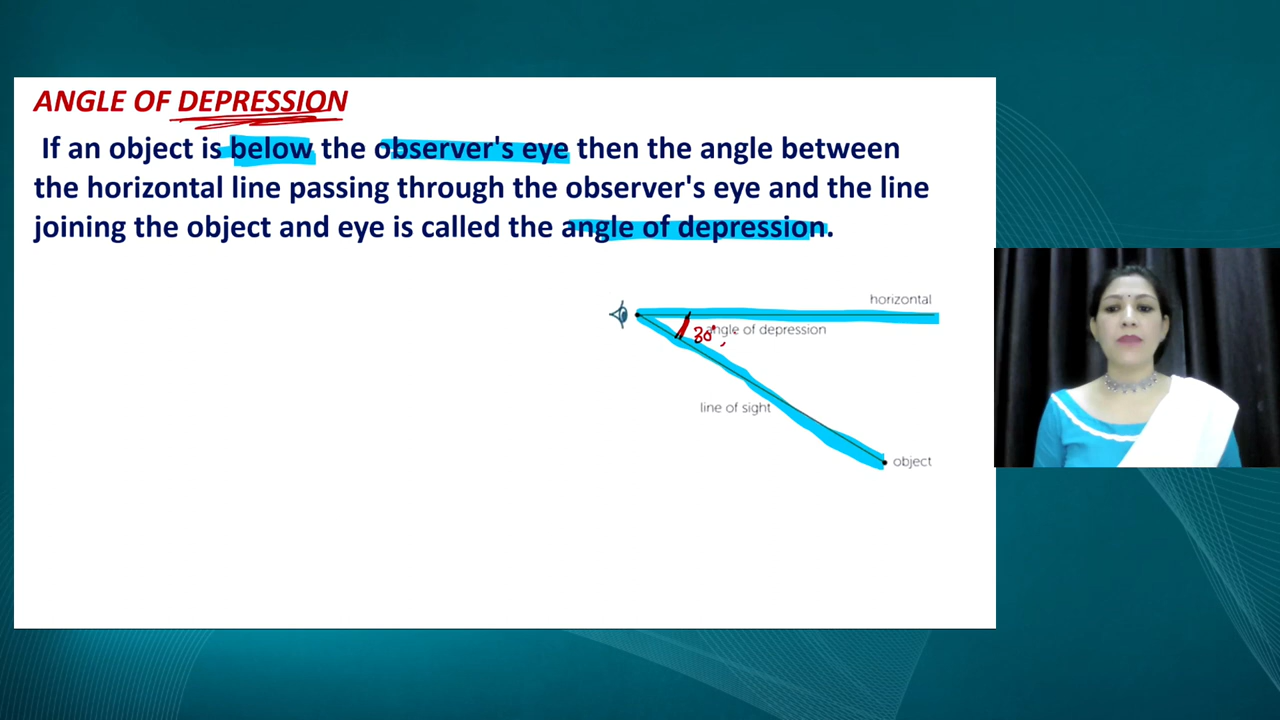 ANGLE OF DEPRESSION
If an object is below the observer's eye then the angle between
the horizontal line passing through the observer's eye and the line
joining the object and eye is called the angle of depression.
horizontal
angle of depression
30°
line of sight
object